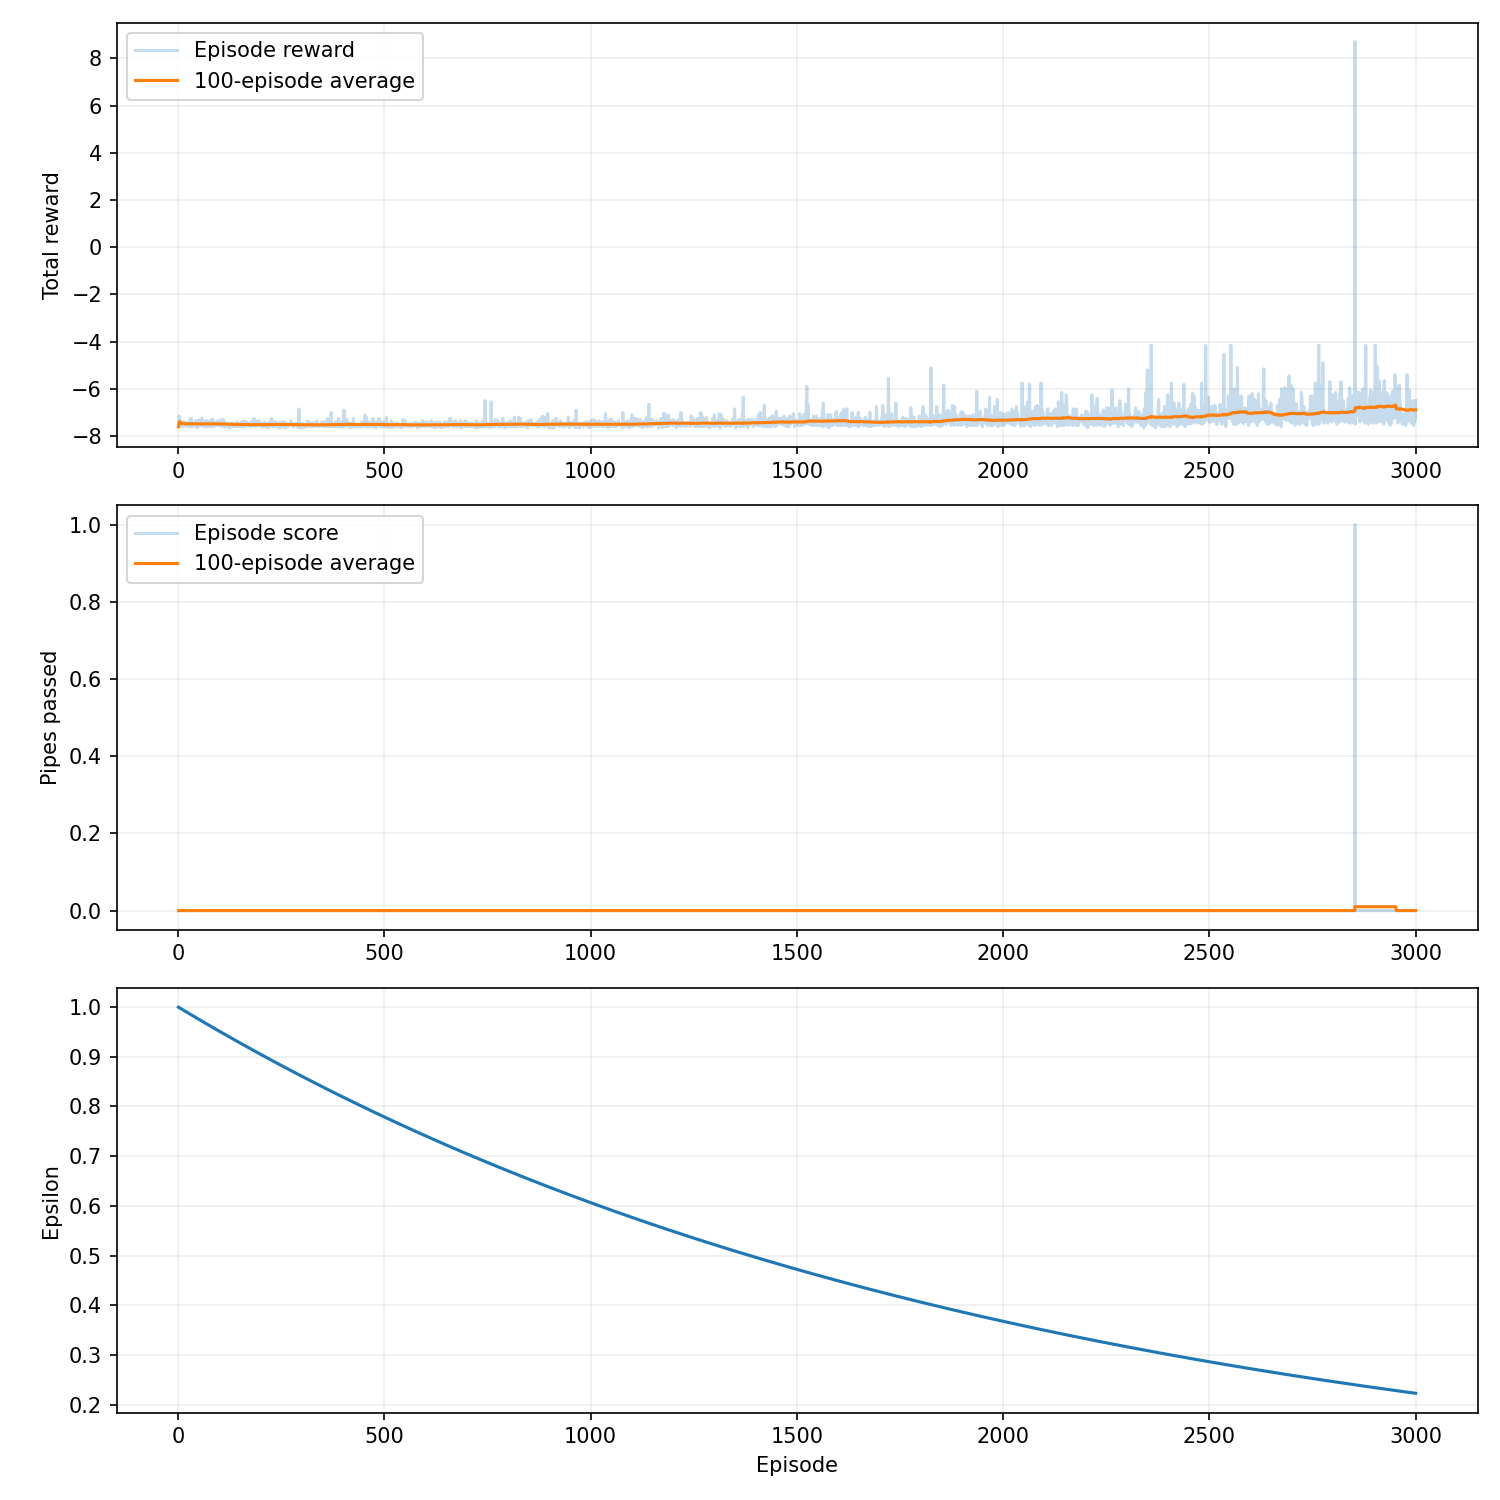 Episode reward
100-episode average
Total reward
8
6
4
2
0
−2
−4
−6
−8
0 500 1000 1500 2000 2500 3000
Episode score
100-episode average
Pipes passed
1.0
0.8
0.6
0.4
0.2
0.0
0 500 1000 1500 2000 2500 3000
Epsilon
1.0
0.9
0.8
0.7
0.6
0.5
0.4
0.3
0.2
0 500 1000 1500 2000 2500 3000
Episode